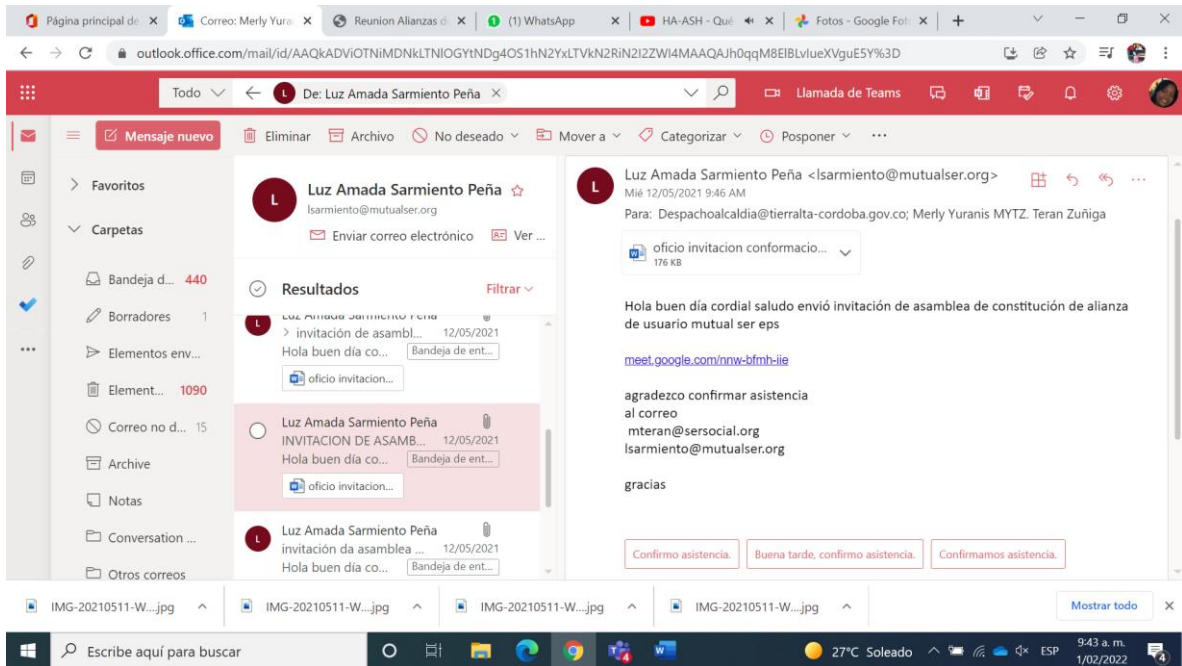 Página principal de
Correo: Merly Yura
Reunion Alianzas d
(1) WhatsApp
HA-ASH - Qué
Fotos - Google Fot
outlook.office.com/mail/id/AAQkADViOTNiMDNkLTNlOGYtNDg4OS1hN2YxLTVkN2RiN2I2ZWI4MAAQAJh0qqM8ElBLvlueXVguE5Y%3D
Todo
L
De: Luz Amada Sarmiento Peña
Llamada de Teams
Mensaje nuevo
Eliminar
Archivo
No deseado
Mover a
Categorizar
Posponer
Favoritos
Carpetas
Bandeja d... 440
Borradores 1
Elementos env...
Element... 1090
Correo no d... 15
Archive
Notas
Conversation ...
Otros correos
L
Luz Amada Sarmiento Peña
lsarmiento@mutualser.org
Enviar correo electrónico
Ver ...
Resultados
Filtrar
L
Luz Amada Sarmiento Peña
> invitación de asambl... 12/05/2021
Hola buen día co... Bandeja de ent...
oficio invitacion...
Luz Amada Sarmiento Peña
INVITACION DE ASAMB... 12/05/2021
Hola buen día co... Bandeja de ent...
oficio invitacion...
L
Luz Amada Sarmiento Peña
invitación da asamblea ... 12/05/2021
Hola buen día co... Bandeja de ent...
L
Luz Amada Sarmiento Peña <lsarmiento@mutualser.org>
Mié 12/05/2021 9:46 AM
Para: Despachoalcaldia@tierralta-cordoba.gov.co; Merly Yuranis MYTZ. Teran Zuñiga
oficio invitacion conformacio...
176 KB
Hola buen día cordial saludo envió invitación de asamblea de constitución de alianza
de usuario mutual ser eps
meet.google.com/nnw-bfmh-iie
agradezco confirmar asistencia
al correo
mteran@sersocial.org
lsarmiento@mutualser.org
gracias
Confirmo asistencia.
Buena tarde, confirmo asistencia.
Confirmamos asistencia.
IMG-20210511-W....jpg
IMG-20210511-W....jpg
IMG-20210511-W....jpg
IMG-20210511-W....jpg
Mostrar todo
Escribe aquí para buscar
27°C Soleado
ESP
9:43 a. m.
1/02/2022
4